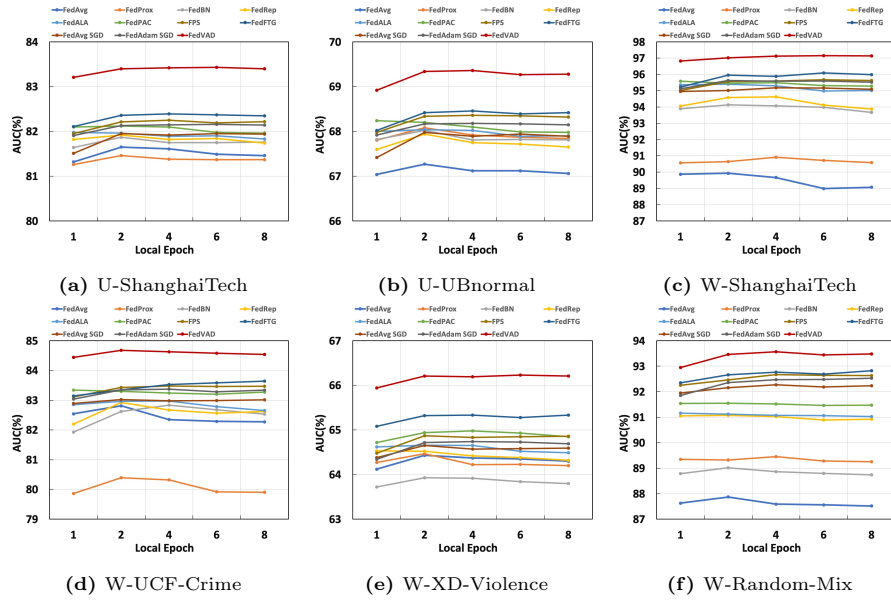 FedAvg FedProx FedBN FedRep
FedALA FedPAC FPS FedFTG
FedAvg SGD FedAdam SGD FedVAD
84
83
82
81
80
AUC(%)
1 2 4 6 8
Local Epoch
(a) U-ShanghaiTech
FedAvg FedProx FedBN FedRep
FedALA FedPAC FPS FedFTG
FedAvg SGD FedAdam SGD FedVAD
70
69
68
67
66
AUC(%)
1 2 4 6 8
Local Epoch
(b) U-UBnormal
FedAvg FedProx FedBN FedRep
FedALA FedPAC FPS FedFTG
FedAvg SGD FedAdam SGD FedVAD
98
97
96
95
94
93
92
91
90
89
88
87
AUC(%)
1 2 4 6 8
Local Epoch
(c) W-ShanghaiTech
FedAvg FedProx FedBN FedRep
FedALA FedPAC FPS FedFTG
FedAvg SGD FedAdam SGD FedVAD
85
84
83
82
81
80
79
AUC(%)
1 2 4 6 8
Local Epoch
(d) W-UCF-Crime
FedAvg FedProx FedBN FedRep
FedALA FedPAC FPS FedFTG
FedAvg SGD FedAdam SGD FedVAD
67
66
65
64
63
AUC(%)
1 2 4 6 8
Local Epoch
(e) W-XD-Violence
FedAvg FedProx FedBN FedRep
FedALA FedPAC FPS FedFTG
FedAvg SGD FedAdam SGD FedVAD
94
93
92
91
90
89
88
87
AUC(%)
1 2 4 6 8
Local Epoch
(f) W-Random-Mix